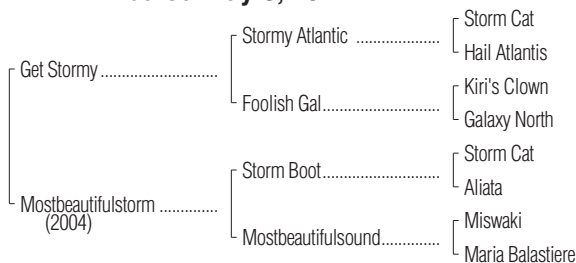 Storm Cat
Stormy Atlantic ....................
Hail Atlantis
Get Stormy ............................
Kiri's Clown
Foolish Gal...........................
Galaxy North
Storm Cat
Storm Boot............................
Aliata
Mostbeautifulstorm ..............
(2004)
Miswaki
Mostbeautifulsound..............
Maria Balastiere